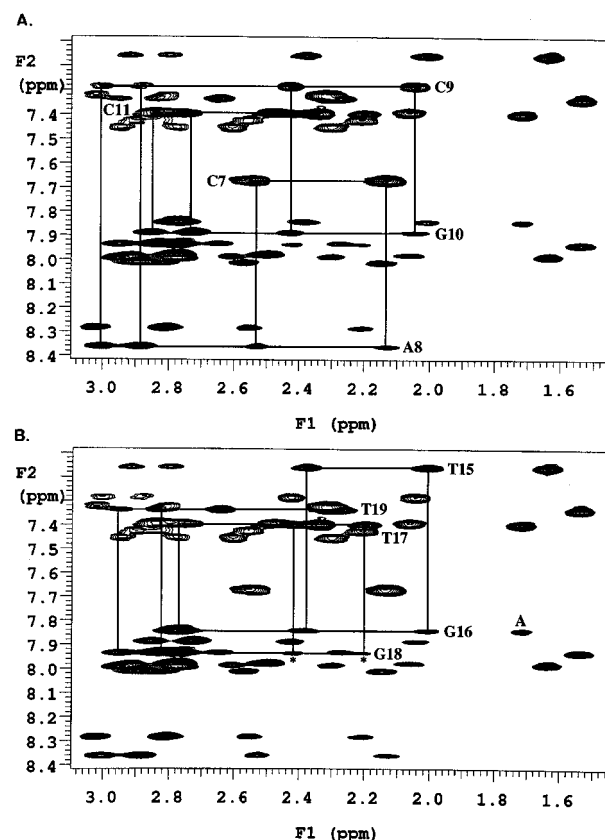 A.
F2
(ppm)
7.4
7.5
7.6
7.7
7.8
7.9
8.0
8.1
8.2
8.3
8.4
C9
C11
C7
G10
A8
3.0
2.8
2.6
2.4
2.2
2.0
1.8
1.6
F1 (ppm)
B.
F2
(ppm)
7.4
7.5
7.6
7.7
7.8
7.9
8.0
8.1
8.2
8.3
8.4
T15
T19
T17
G16
A
G18
* *
3.0
2.8
2.6
2.4
2.2
2.0
1.8
1.6
F1 (ppm)